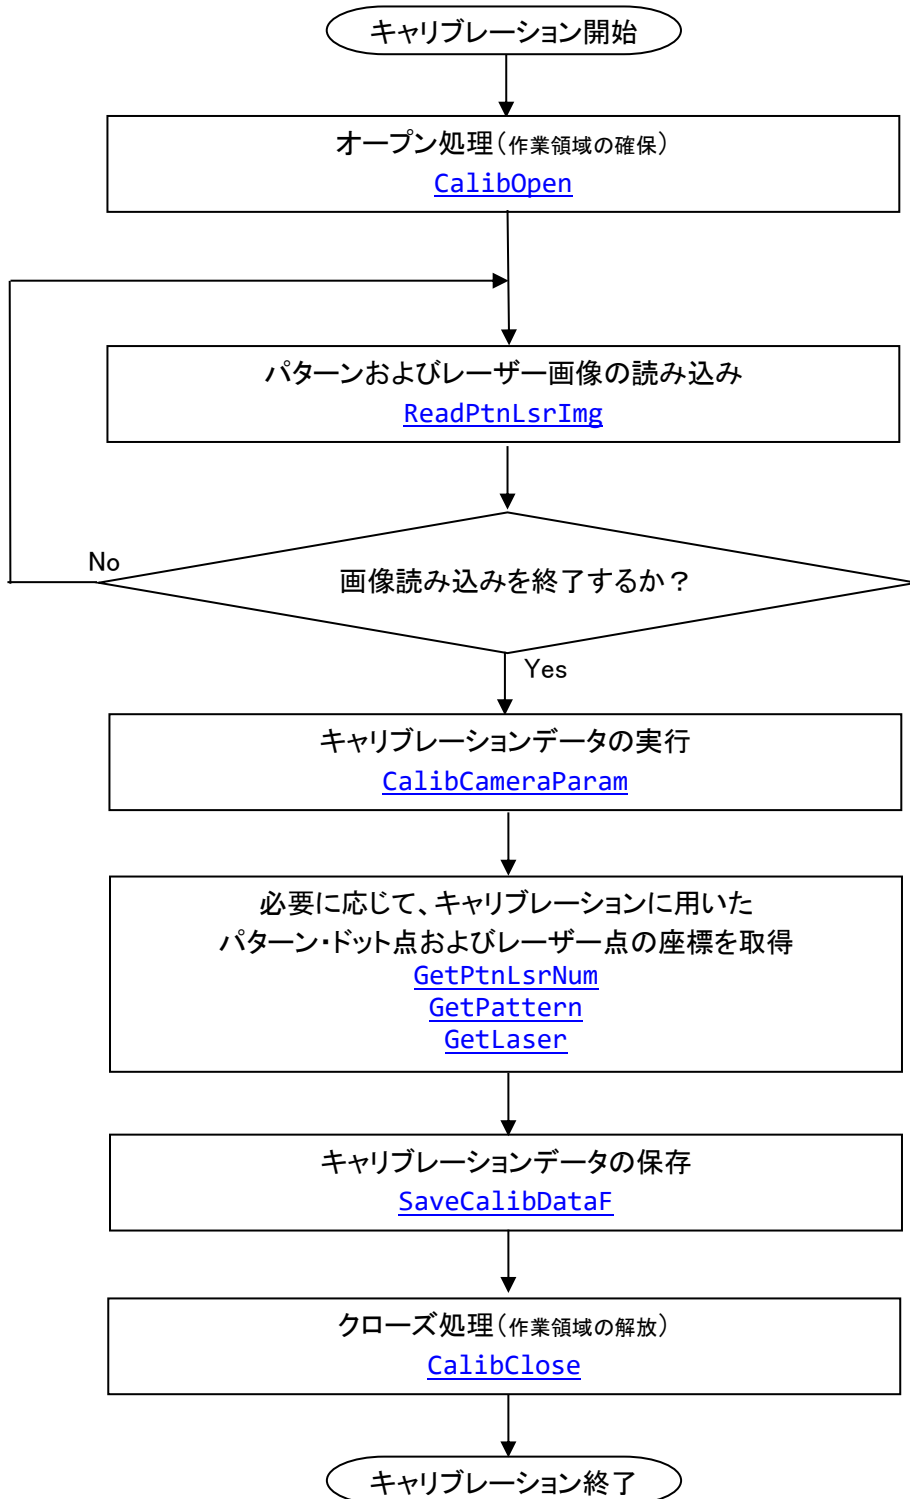 キャリブレーション開始
オープン処理（作業領域の確保）
CalibOpen
パターンおよびレーザー画像の読み込み
ReadPtnLsrImg
No
画像読み込みを終了するか？
Yes
キャリブレーションデータの実行
CalibCameraParam
必要に応じて、キャリブレーションに用いた
パターン・ドット点およびレーザー点の座標を取得
GetPtnLsrNum
GetPattern
GetLaser
キャリブレーションデータの保存
SaveCalibDataF
クローズ処理（作業領域の解放）
CalibClose
キャリブレーション終了